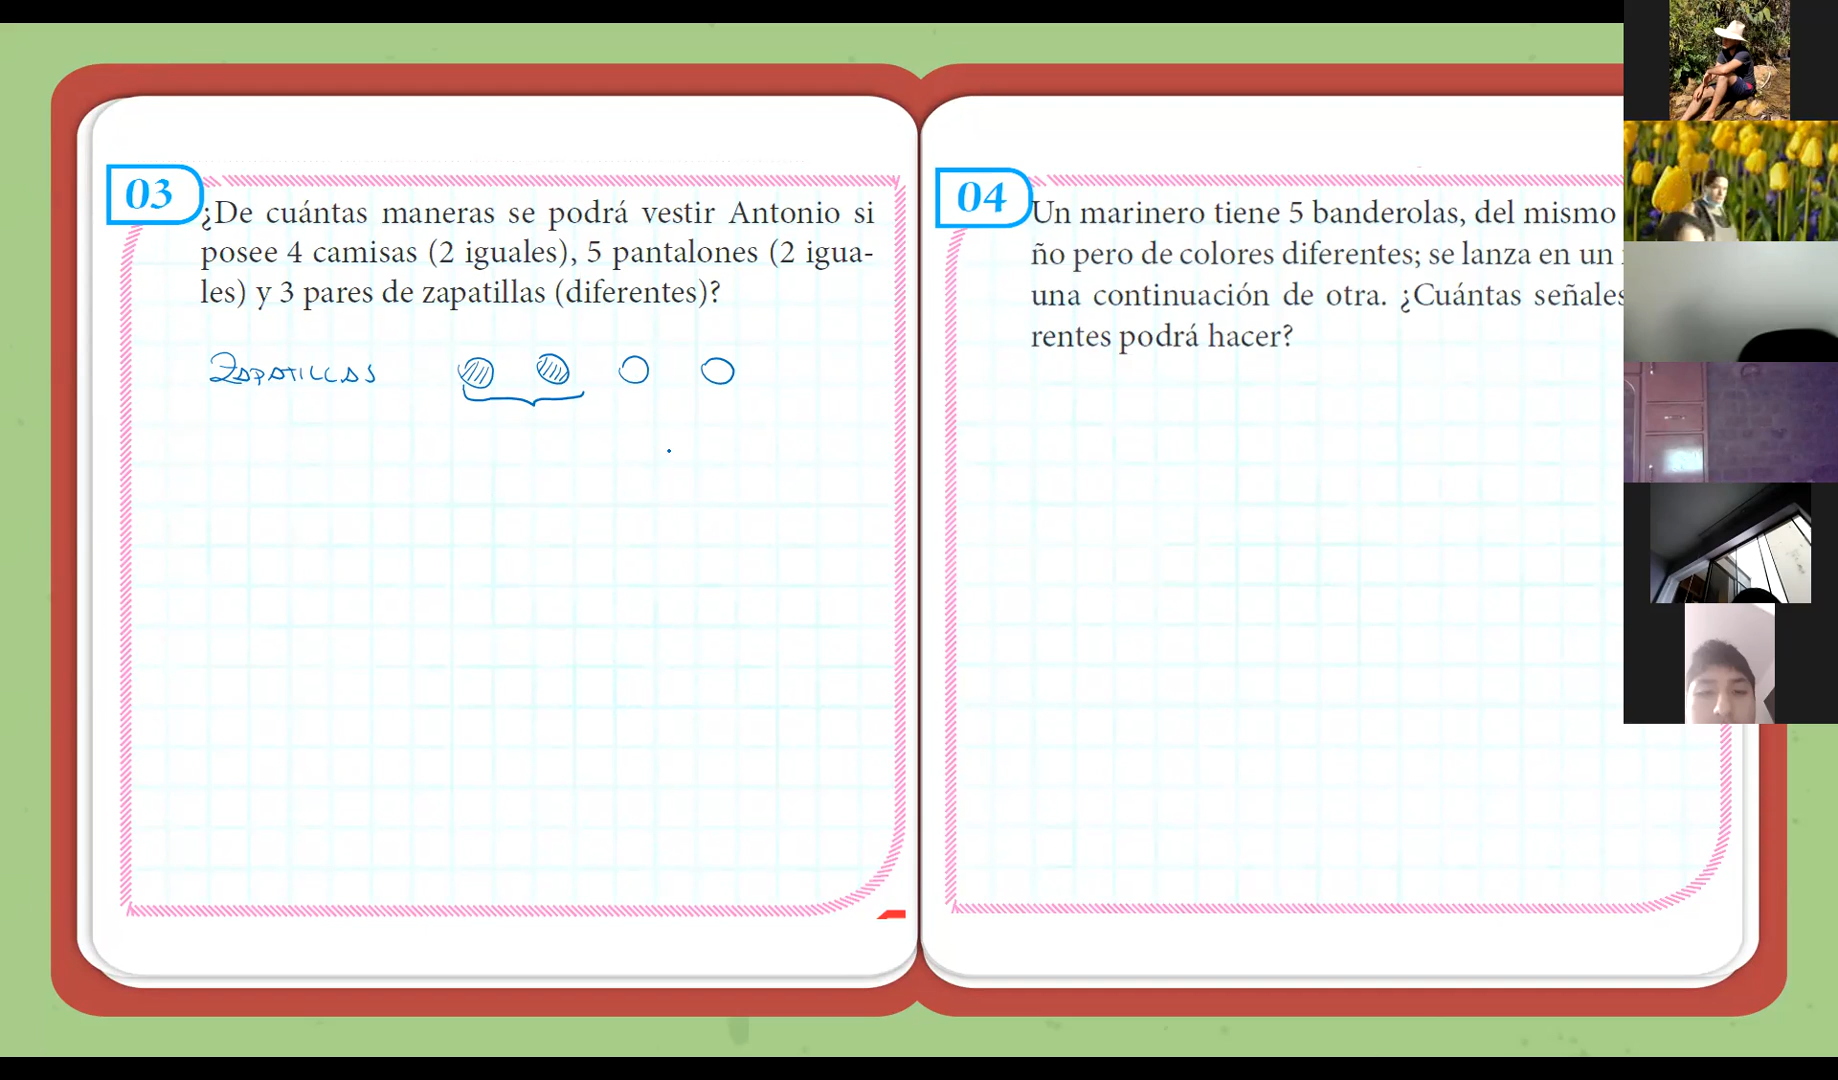 03
¿De cuántas maneras se podrá vestir Antonio si
posee 4 camisas (2 iguales), 5 pantalones (2 igua-
les) y 3 pares de zapatillas (diferentes)?
ZAPATILLAS
04
Un marinero tiene 5 banderolas, del mismo
ño pero de colores diferentes; se lanza en un
una continuación de otra. ¿Cuántas señales
rentes podrá hacer?